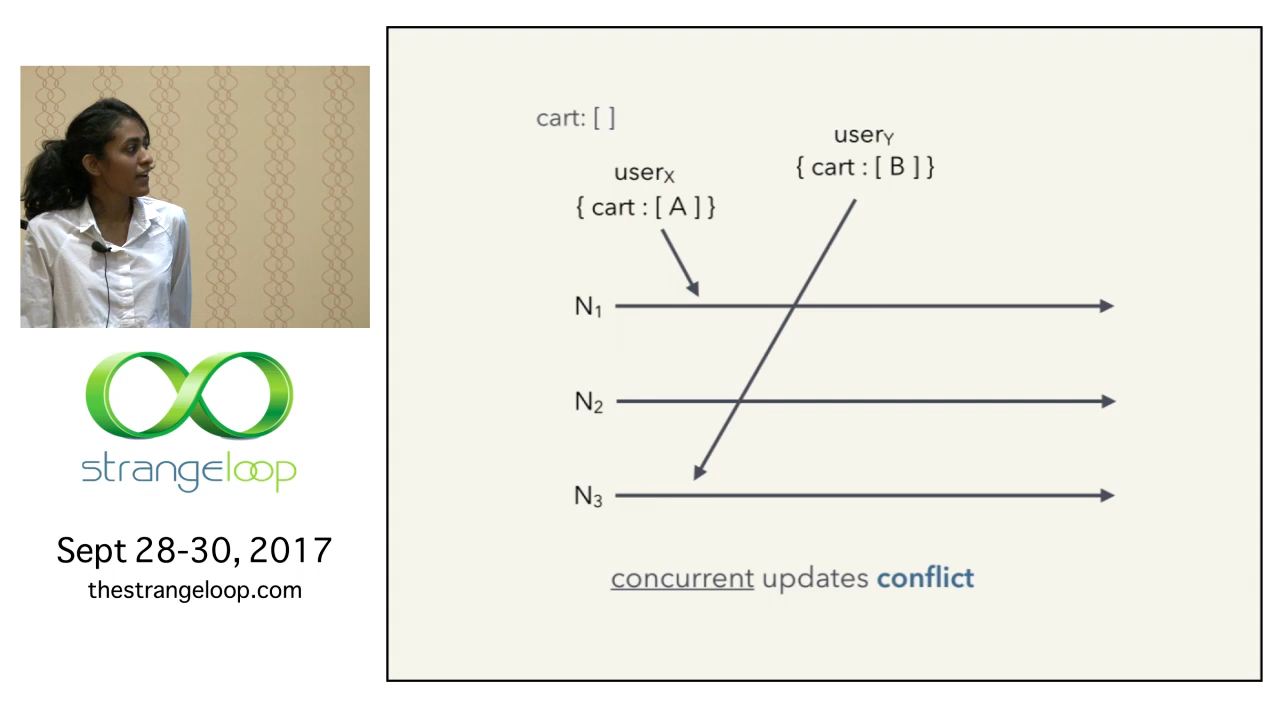 strangeloop
Sept 28-30, 2017
thestrangeloop.com
cart: [ ]
userY
{ cart : [ B ] }
userX
{ cart : [ A ] }
N1
N2
N3
concurrent updates conflict